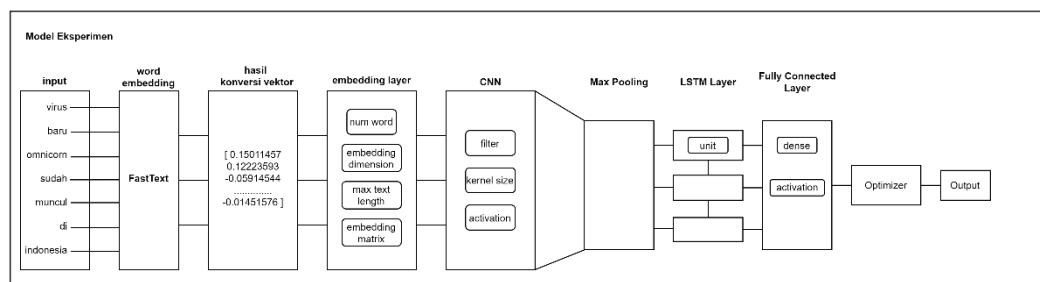 Model Eksperimen
input
word
embedding
hasil
konversi vektor
embedding layer
CNN
Max Pooling
LSTM Layer
Fully Connected
Layer
virus
baru
omnicorn
sudah
muncul
di
indonesia
FastText
[ 0.15011457
0.12223593
-0.05914544
..............
-0.01451576 ]
num word
embedding
dimension
max text
length
embedding
matrix
filter
kernel size
activation
unit
dense
activation
Optimizer
Output